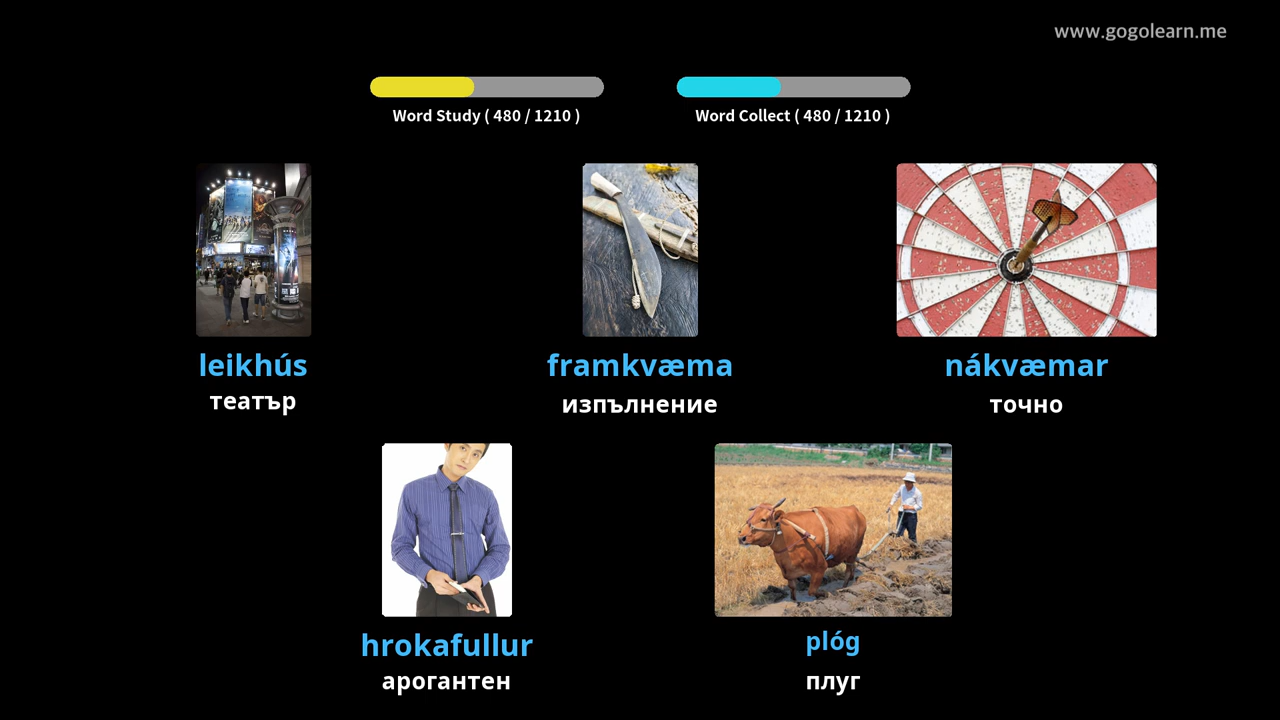 www.gogolearn.me
Word Study ( 480 / 1210 )
Word Collect ( 480 / 1210 )
leikhús
театър
framkvæma
изпълнение
nákvæmar
точно
hrokafullur
арогантен
plóg
плуг